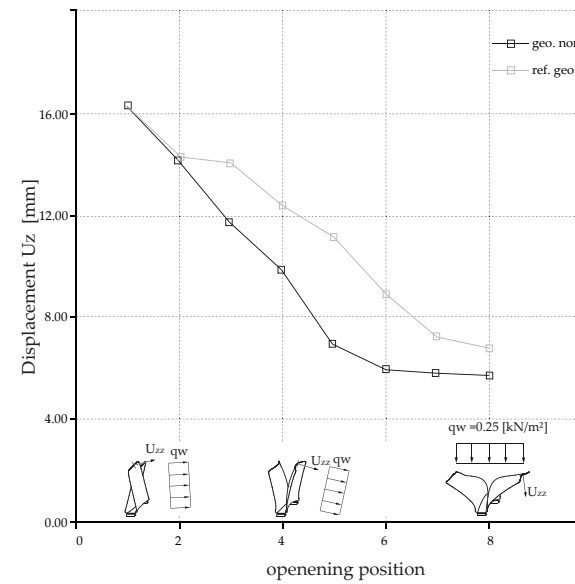 geo. non
ref. geo
16.00
12.00
8.00
4.00
0.00
Displacement Uz [mm]
Uzz qw
Uzz qw
qw =0.25 [kN/m²]
Uzz
0
2
4
6
8
openening position